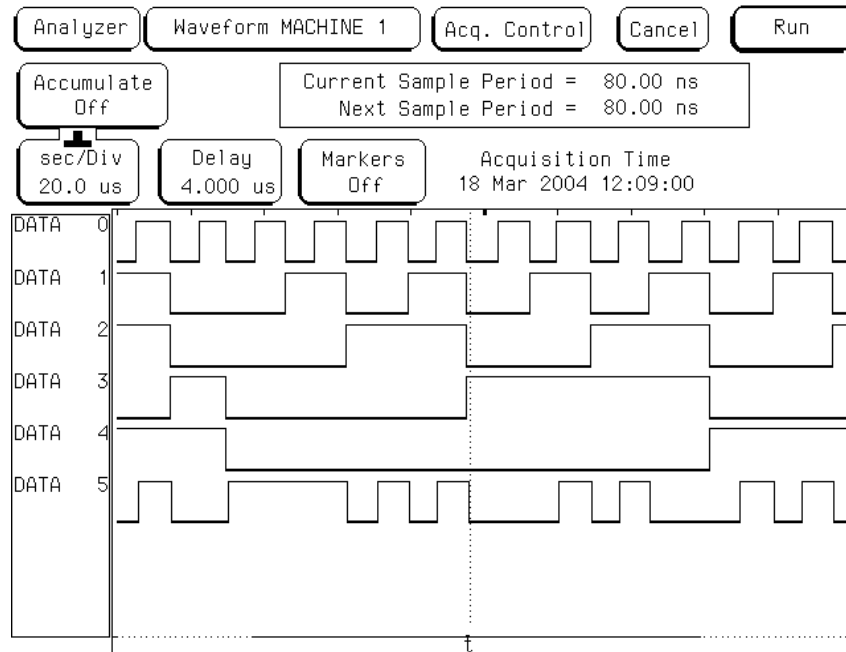 Analyzer Waveform MACHINE 1 Acq. Control Cancel Run
Accumulate
Off
Current Sample Period = 80.00 ns
Next Sample Period = 80.00 ns
sec/Div
20.0 us
Delay
4.000 us
Markers
Off
Acquisition Time
18 Mar 2004 12:09:00
DATA 0
DATA 1
DATA 2
DATA 3
DATA 4
DATA 5
t